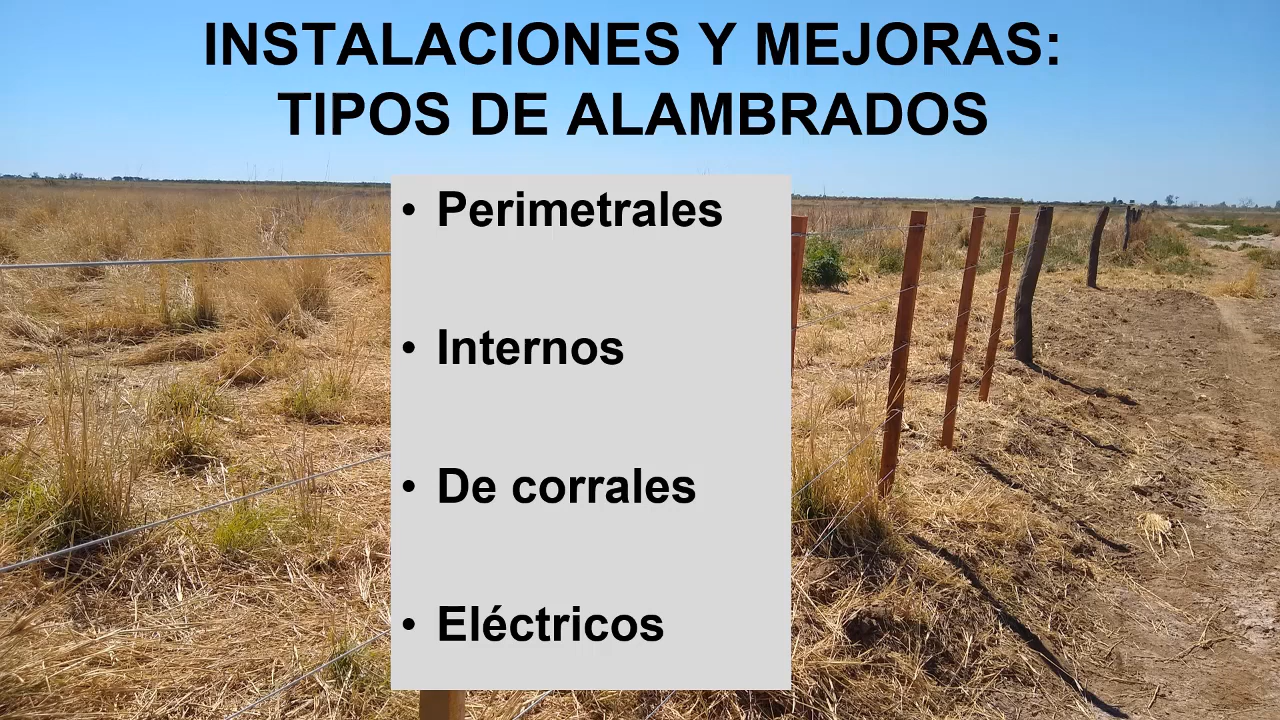 INSTALACIONES Y MEJORAS:
TIPOS DE ALAMBRADOS
• Perimetrales
• Internos
• De corrales
• Eléctricos